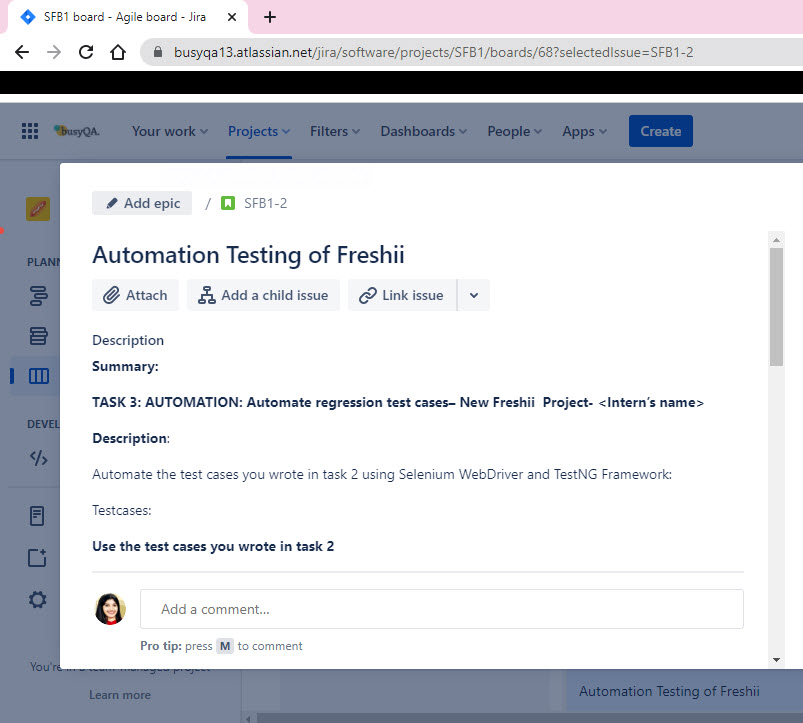 SFB1 board - Agile board - Jira
busyqa13.atlassian.net/jira/software/projects/SFB1/boards/68?selectedIssue=SFB1-2
busyQA. Your work Projects Filters Dashboards People Apps Create
Add epic / SFB1-2
Automation Testing of Freshii
PLANN
Attach Add a child issue Link issue
Description
Summary:
TASK 3: AUTOMATION: Automate regression test cases– New Freshii Project- <Intern’s name>
DEVEL
Description:
Automate the test cases you wrote in task 2 using Selenium WebDriver and TestNG Framework:
Testcases:
Use the test cases you wrote in task 2
Add a comment...
Pro tip: press M to comment
You're in a team-managed project
Learn more
Automation Testing of Freshii